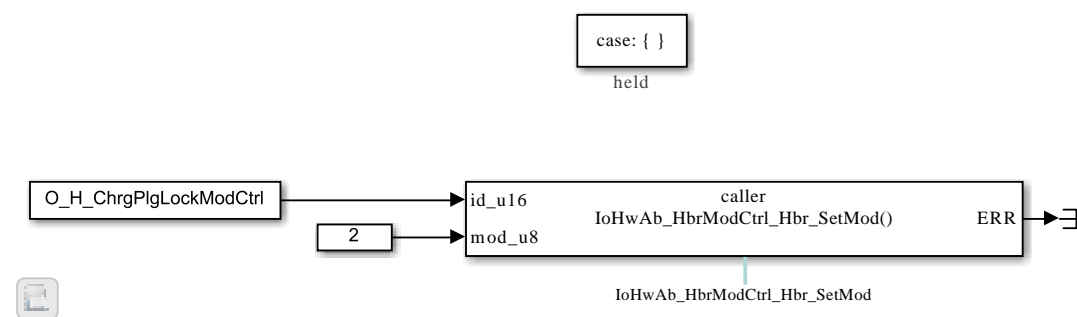 case: { }
held
O_H_ChrgPlgLockModCtrl
2
id_u16
mod_u8
caller
IoHwAb_HbrModCtrl_Hbr_SetMod()
ERR
IoHwAb_HbrModCtrl_Hbr_SetMod